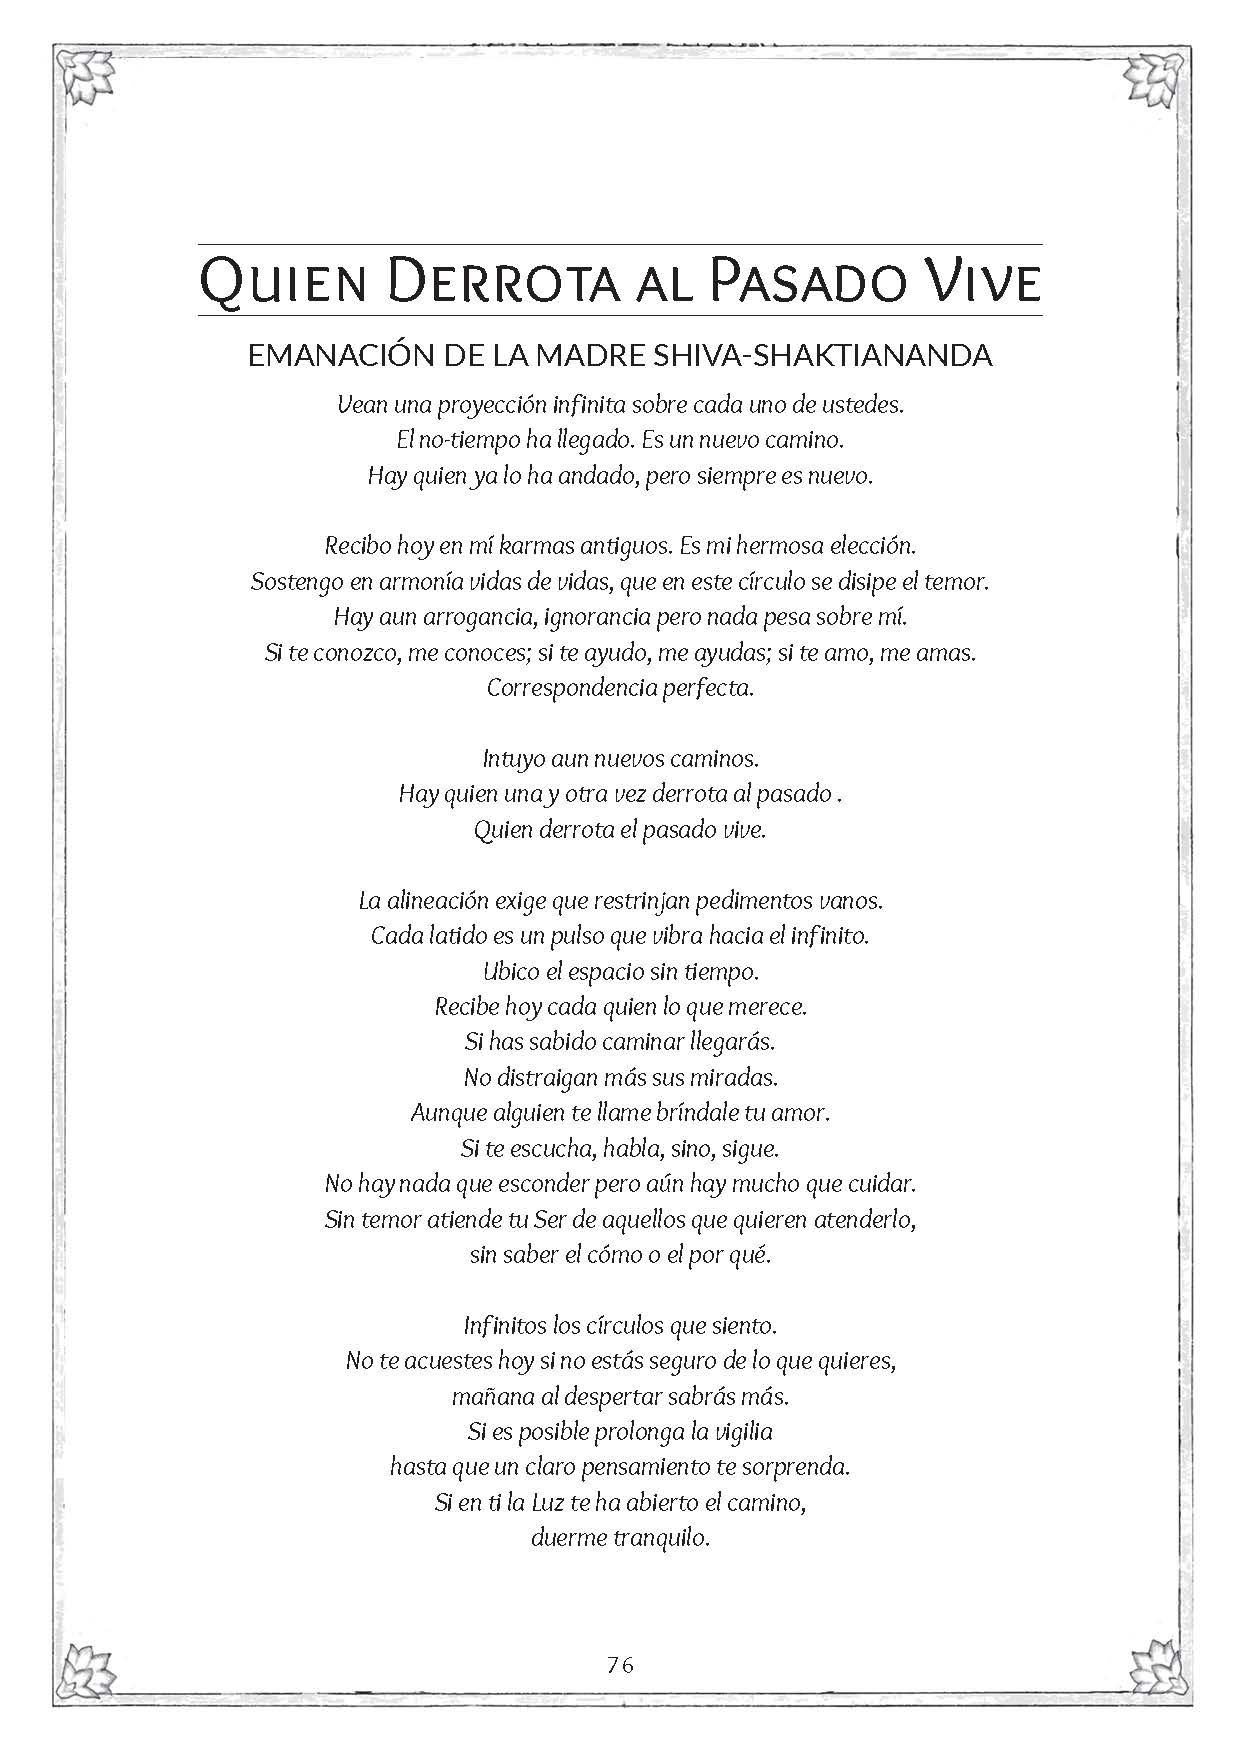 Quien Derrota al Pasado Vive
EMANACIÓN DE LA MADRE SHIVA-SHAKTIANANDA
Vean una proyección infinita sobre cada uno de ustedes.
El no-tiempo ha llegado. Es un nuevo camino.
Hay quien ya lo ha andado, pero siempre es nuevo.
Recibo hoy en mí karmas antiguos. Es mi hermosa elección.
Sostengo en armonía vidas de vidas, que en este círculo se disipe el temor.
Hay aun arrogancia, ignorancia pero nada pesa sobre mí.
Si te conozco, me conoces; si te ayudo, me ayudas; si te amo, me amas.
Correspondencia perfecta.
Intuyo aun nuevos caminos.
Hay quien una y otra vez derrota al pasado .
Quien derrota el pasado vive.
La alineación exige que restrinjan pedimentos vanos.
Cada latido es un pulso que vibra hacia el infinito.
Ubico el espacio sin tiempo.
Recibe hoy cada quien lo que merece.
Si has sabido caminar llegarás.
No distraigan más sus miradas.
Aunque alguien te llame bríndale tu amor.
Si te escucha, habla, sino, sigue.
No hay nada que esconder pero aún hay mucho que cuidar.
Sin temor atiende tu Ser de aquellos que quieren atenderlo,
sin saber el cómo o el por qué.
Infinitos los círculos que siento.
No te acuestes hoy si no estás seguro de lo que quieres,
mañana al despertar sabrás más.
Si es posible prolonga la vigilia
hasta que un claro pensamiento te sorprenda.
Si en ti la Luz te ha abierto el camino,
duerme tranquilo.
76